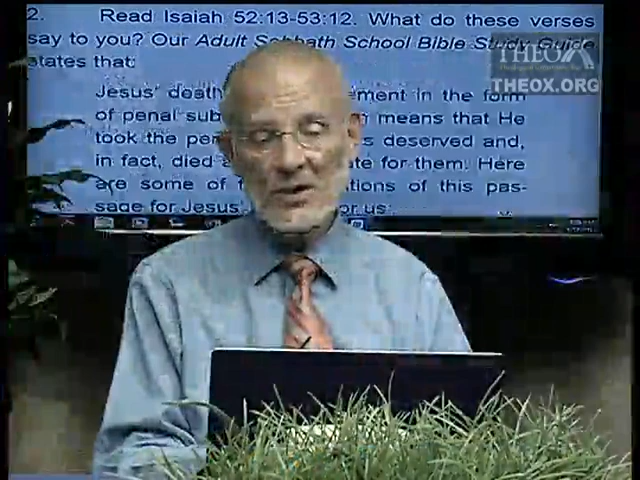 2. Read Isaiah 52:13-53:12. What do these verses
say to you? Our Adult Sabbath School Bible Study Guide
states that:
Jesus' death ement in the form
of penal sub means that He
took the pe s deserved and,
in fact, died ate for them. Here
are some of tions of this pas-
sage for Jesus' or us:
THEOX
THEOX.ORG